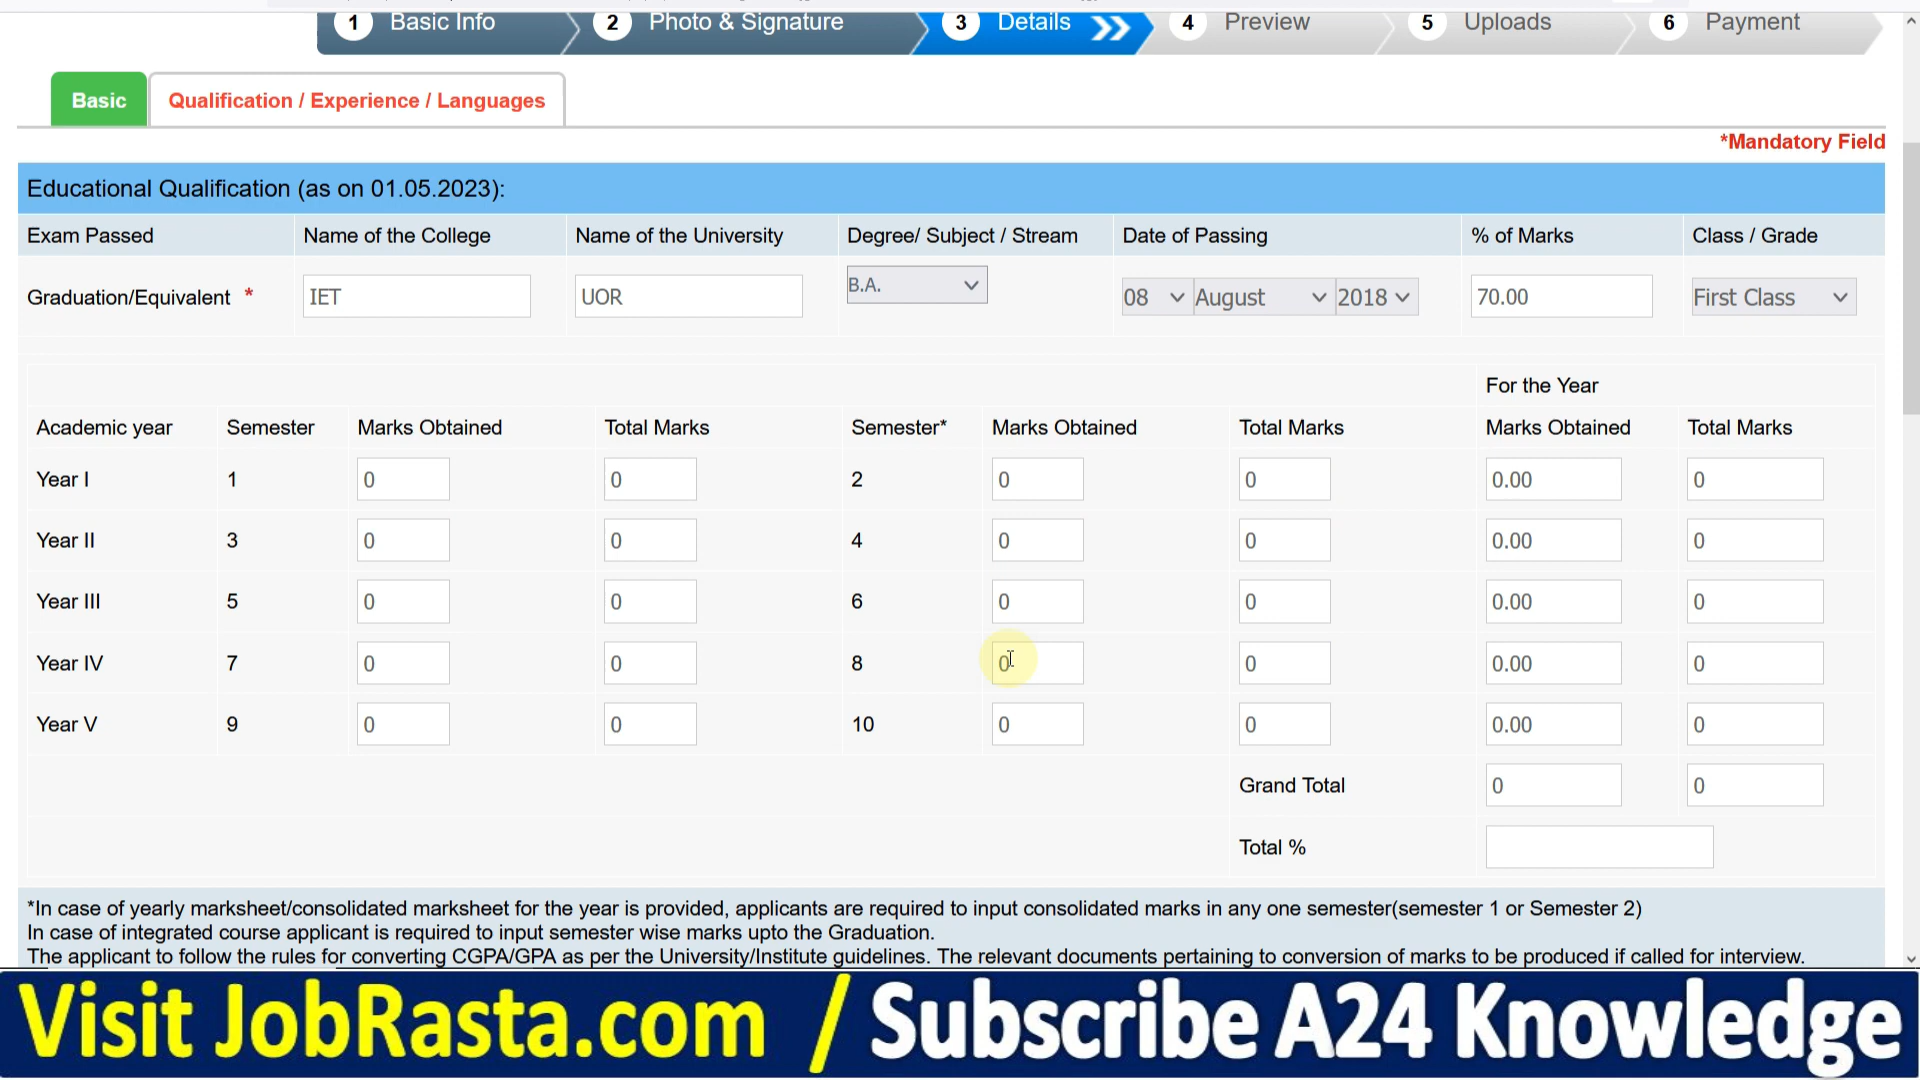 1 Basic Info 2 Photo & Signature 3 Details 4 Preview 5 Uploads 6 Payment
Basic Qualification / Experience / Languages
*Mandatory Field
Educational Qualification (as on 01.05.2023):
Exam Passed Name of the College Name of the University Degree/ Subject / Stream Date of Passing % of Marks Class / Grade
Graduation/Equivalent * IET UOR B.A. 08 August 2018 70.00 First Class
For the Year
Academic year Semester Marks Obtained Total Marks Semester* Marks Obtained Total Marks Marks Obtained Total Marks
Year I 1 0 0 2 0 0 0.00 0
Year II 3 0 0 4 0 0 0.00 0
Year III 5 0 0 6 0 0 0.00 0
Year IV 7 0 0 8 0 0 0.00 0
Year V 9 0 0 10 0 0 0.00 0
Grand Total 0 0
Total %
*In case of yearly marksheet/consolidated marksheet for the year is provided, applicants are required to input consolidated marks in any one semester(semester 1 or Semester 2)
In case of integrated course applicant is required to input semester wise marks upto the Graduation.
The applicant to follow the rules for converting CGPA/GPA as per the University/Institute guidelines. The relevant documents pertaining to conversion of marks to be produced if called for interview.
Visit JobRasta.com / Subscribe A24 Knowledge